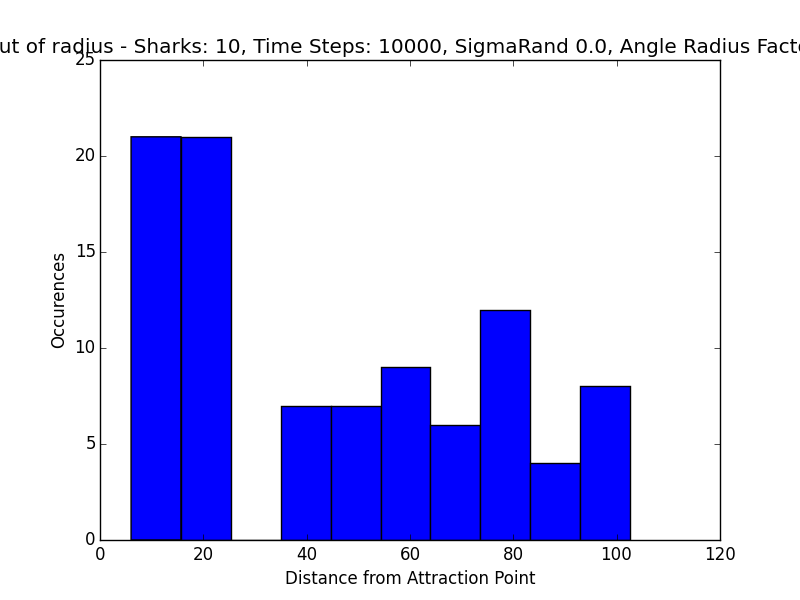 ut of radius - Sharks: 10, Time Steps: 10000, SigmaRand 0.0, Angle Radius Facto
25
20
15
10
5
0
Occurences
0 20 40 60 80 100 120
Distance from Attraction Point